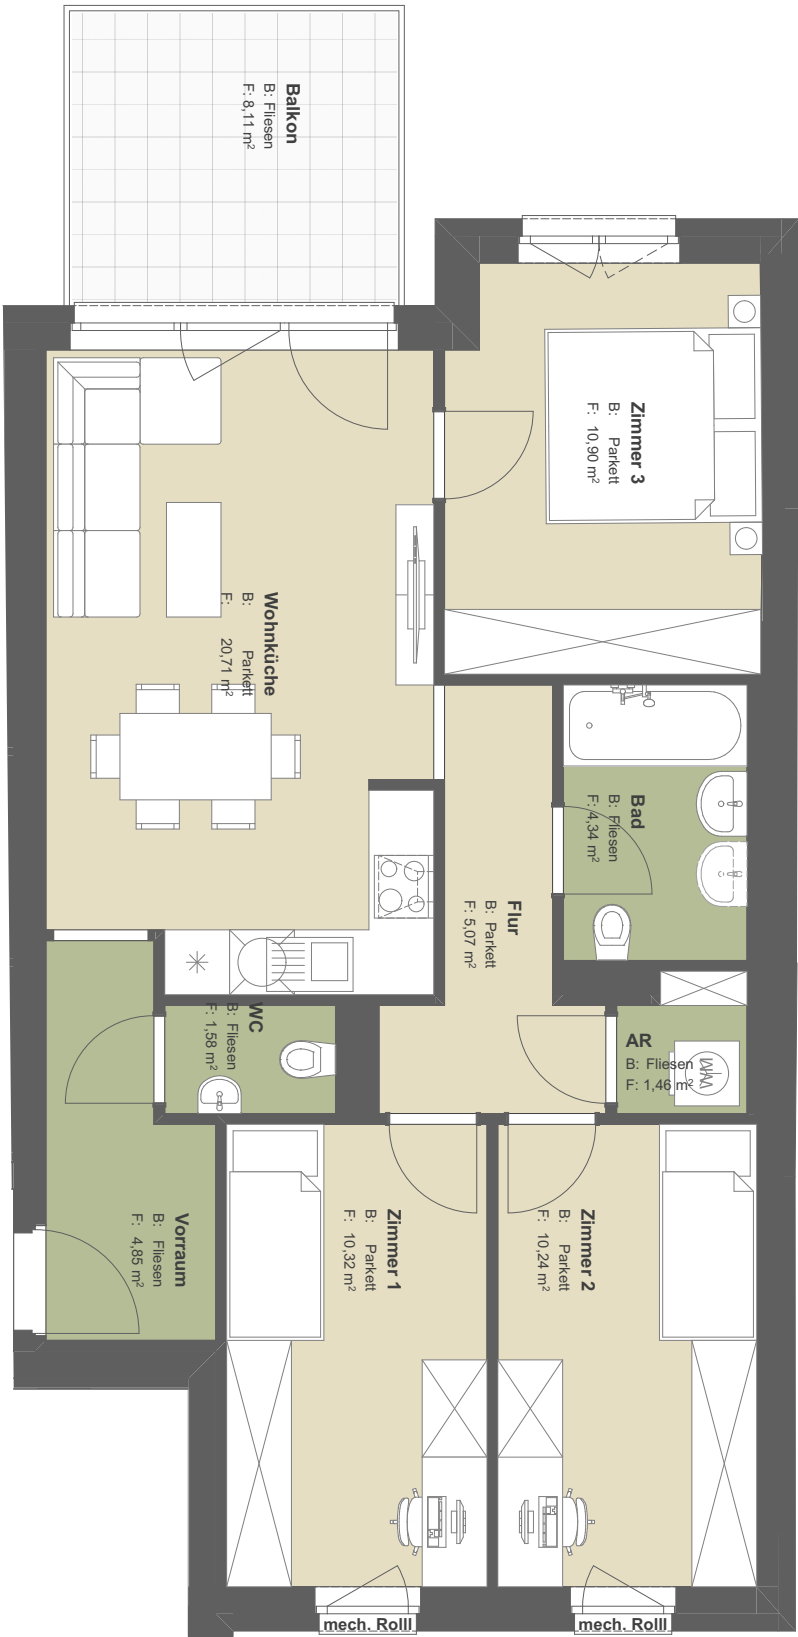 Balkon
B: Fliesen
F: 8,11 m²
Zimmer 3
B: Parkett
F: 10,90 m²
Wohnküche
B: Parkett
F: 20,71 m²
Bad
B: Fliesen
F: 4,34 m²
Flur
B: Parkett
F: 5,07 m²
WC
B: Fliesen
F: 1,58 m²
AR
B: Fliesen
F: 1,46 m²
WM
Vorraum
B: Fliesen
F: 4,85 m²
Zimmer 1
B: Parkett
F: 10,32 m²
Zimmer 2
B: Parkett
F: 10,24 m²
mech. Rolll
mech. Rolll